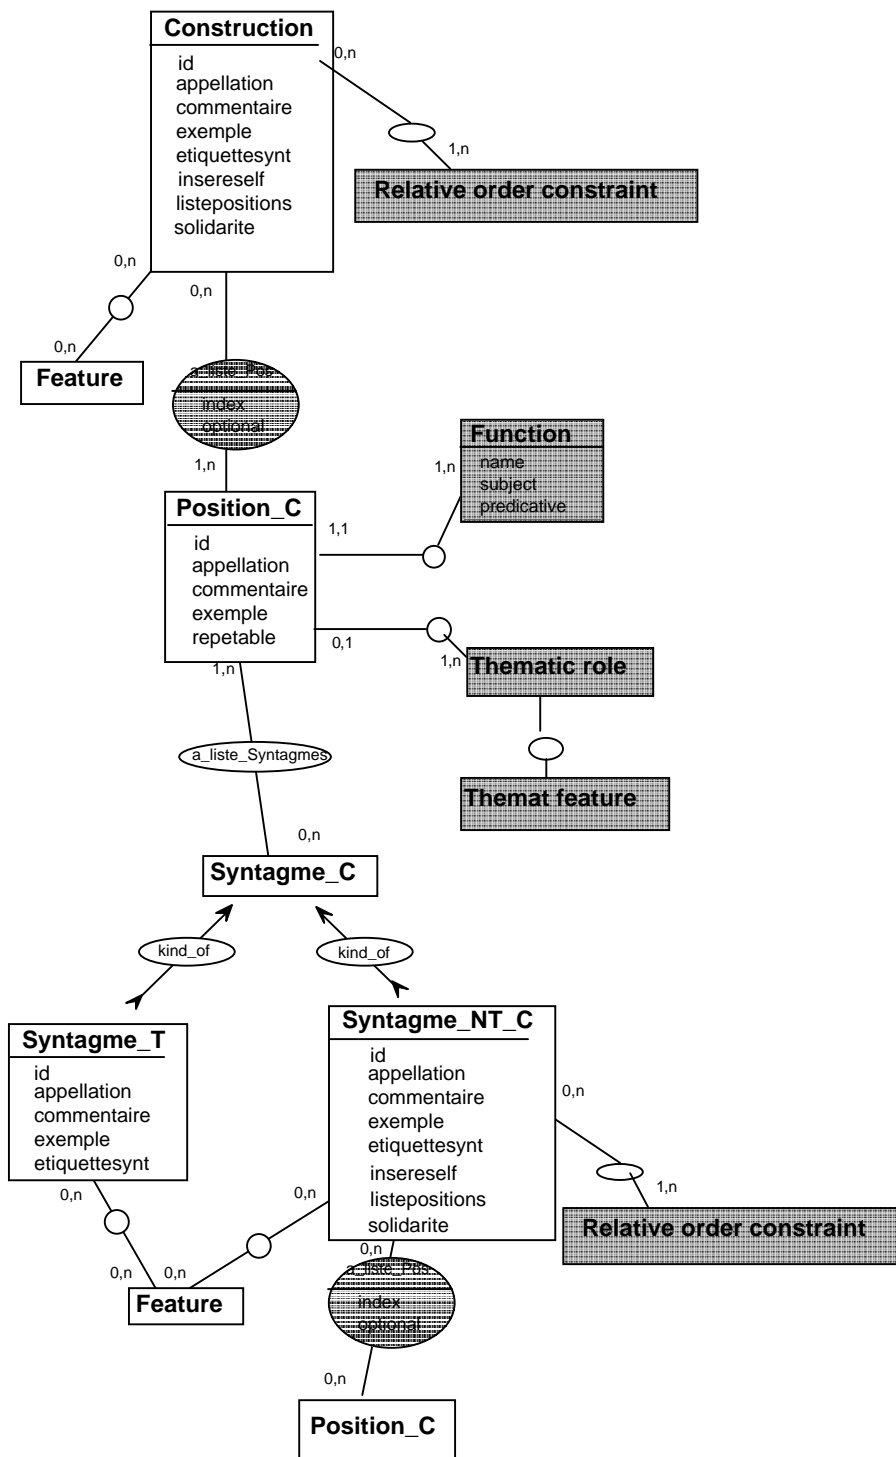 Construction
id
appellation
commentaire
exemple
etiquettesynt
insereself
listepositions
solidarite
0,n
1,n
Relative order constraint
0,n
0,n
0,n
Feature
a_liste_Pos
index
optional
1,n
Position_C
id
appellation
commentaire
exemple
repetable
1,1
1,n
Function
name
subject
predicative
0,1
1,n
Thematic role
Themat feature
1,n
a_liste_Syntagmes
0,n
Syntagme_C
kind_of
kind_of
Syntagme_T
id
appellation
commentaire
exemple
etiquettesynt
Syntagme_NT_C
id
appellation
commentaire
exemple
etiquettesynt
insereself
listepositions
solidarite
0,n
1,n
Relative order constraint
0,n
0,n
0,n
0,n
Feature
0,n
a_liste_Pos
index
optional
0,n
Position_C